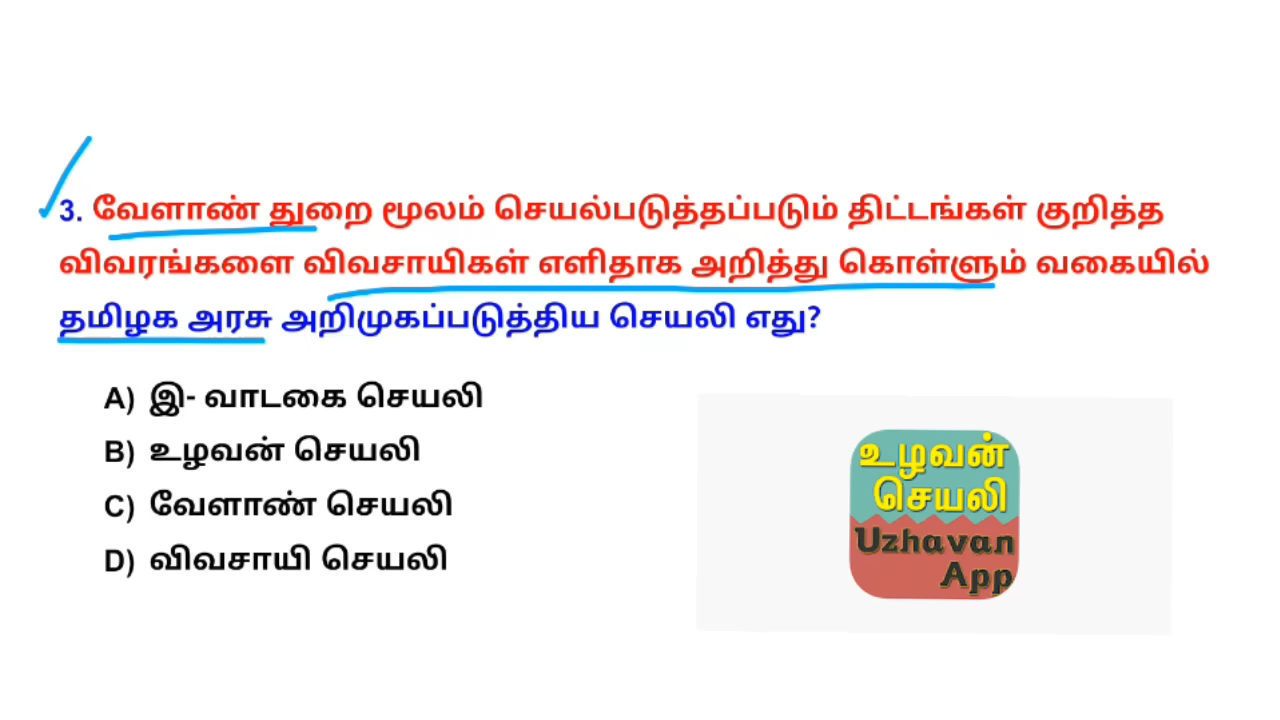 3. வேளாண் துறை மூலம் செயல்படுத்தப்படும் திட்டங்கள் குறித்த
விவரங்களை விவசாயிகள் எளிதாக அறித்து கொள்ளும் வகையில்
தமிழக அரசு அறிமுகப்படுத்திய செயலி எது?
A) இ- வாடகை செயலி
B) உழவன் செயலி
C) வேளாண் செயலி
D) விவசாயி செயலி
உழவன்
செயலி
Uzhavan
App